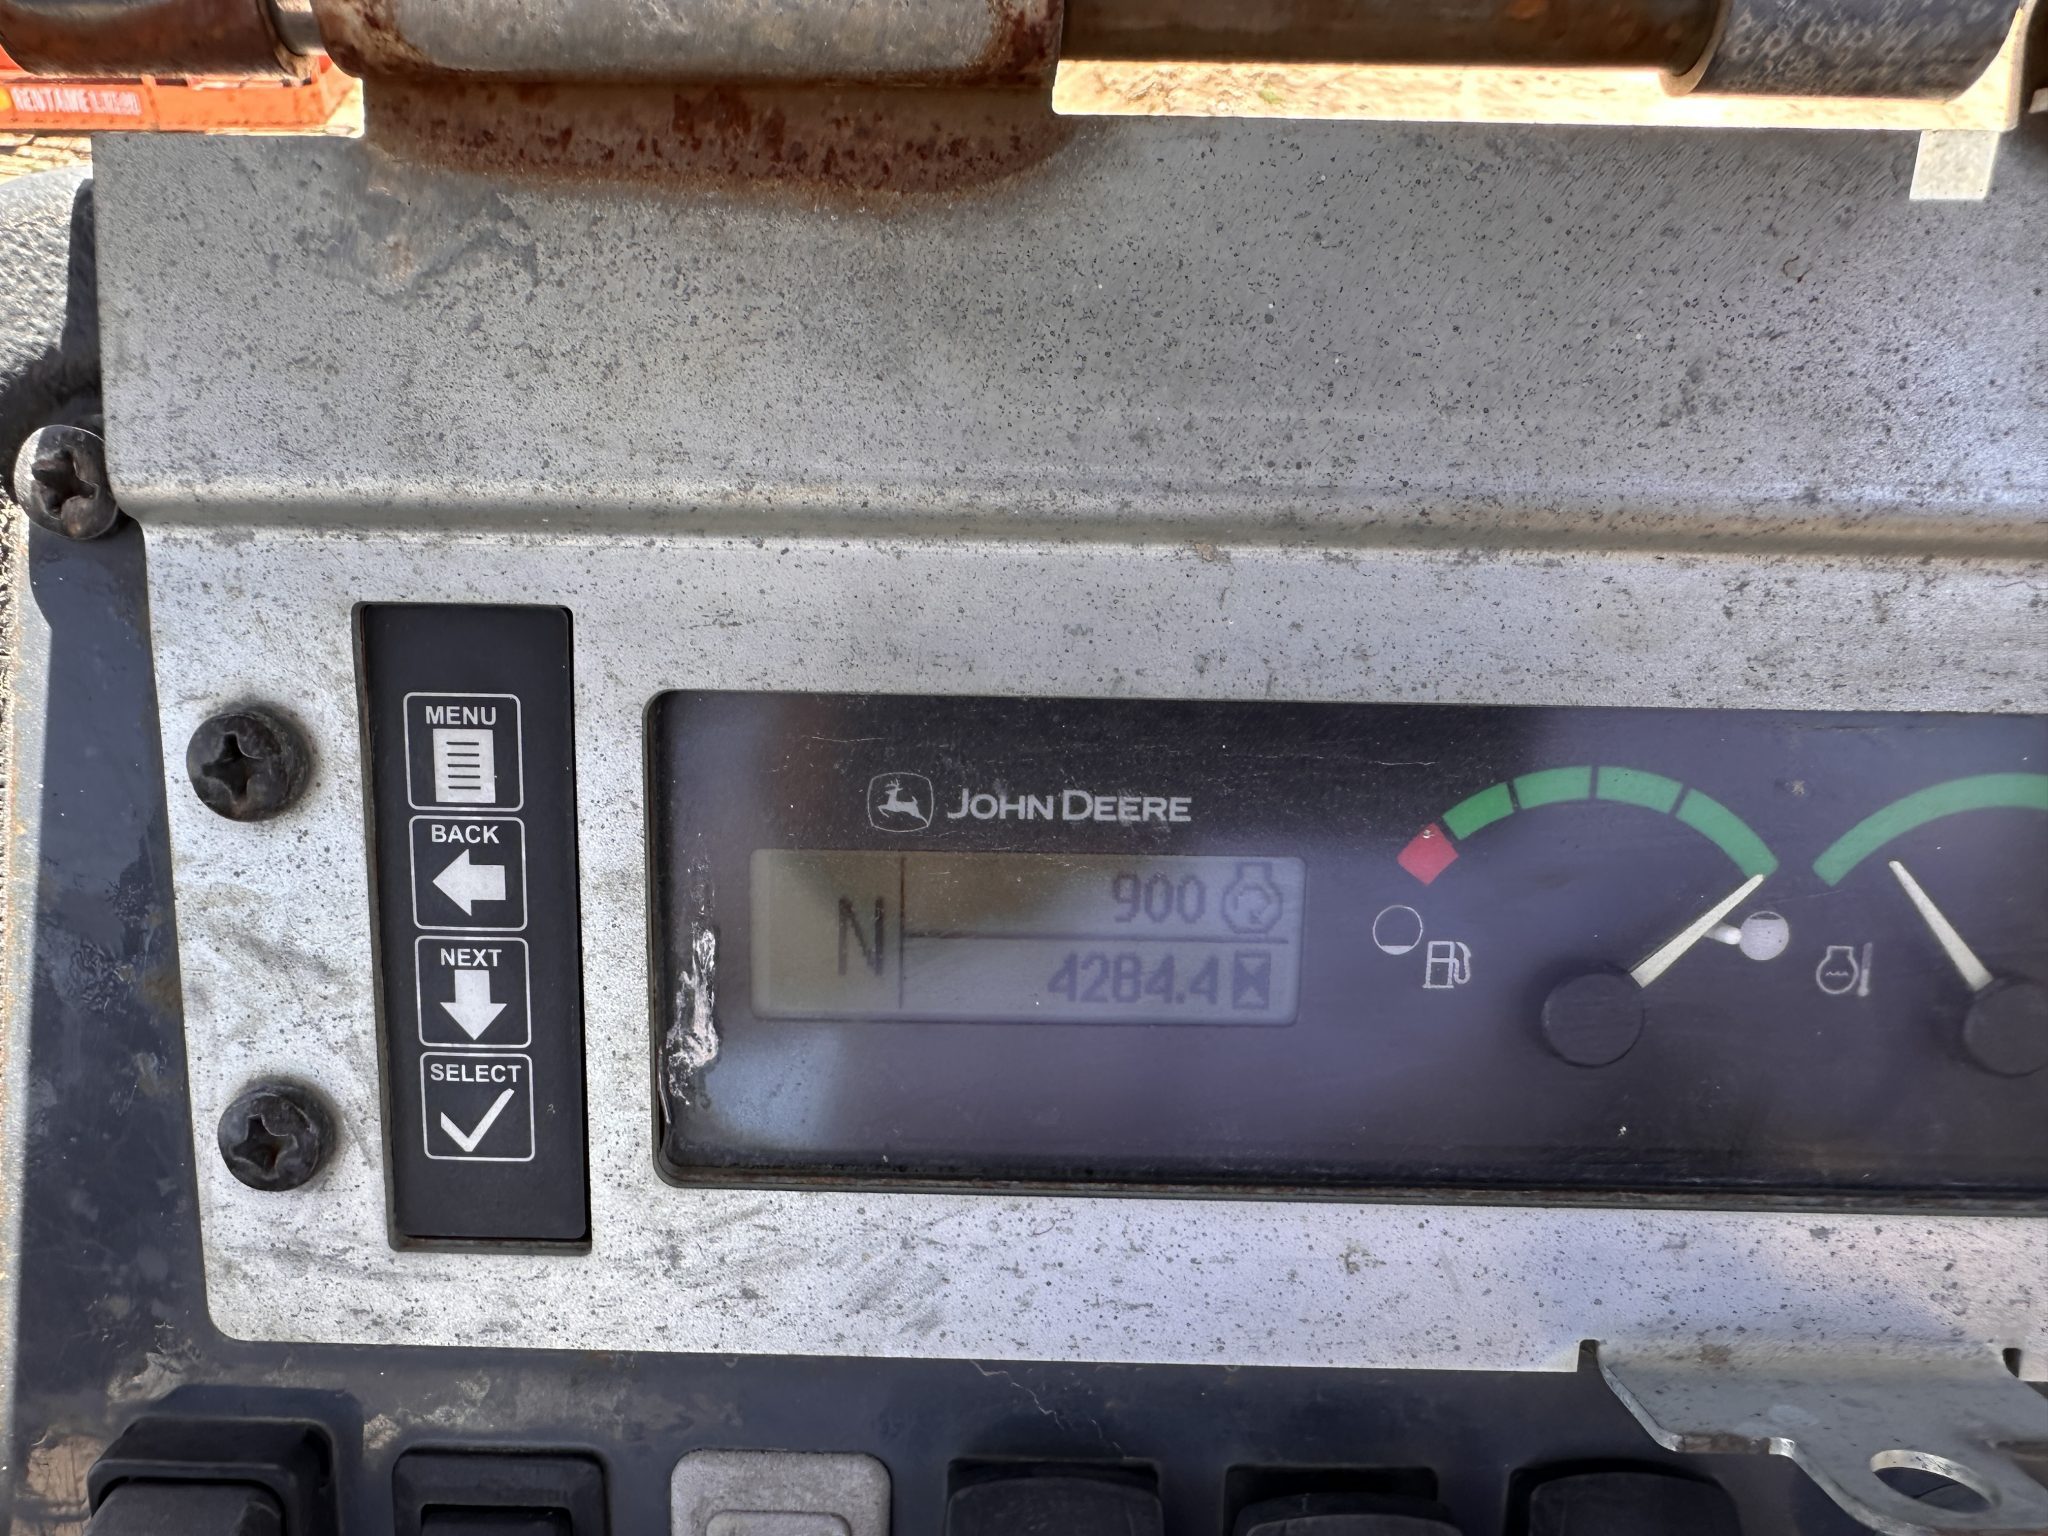 MENU
BACK
NEXT
SELECT
JOHN DEERE
N
900
4284.4